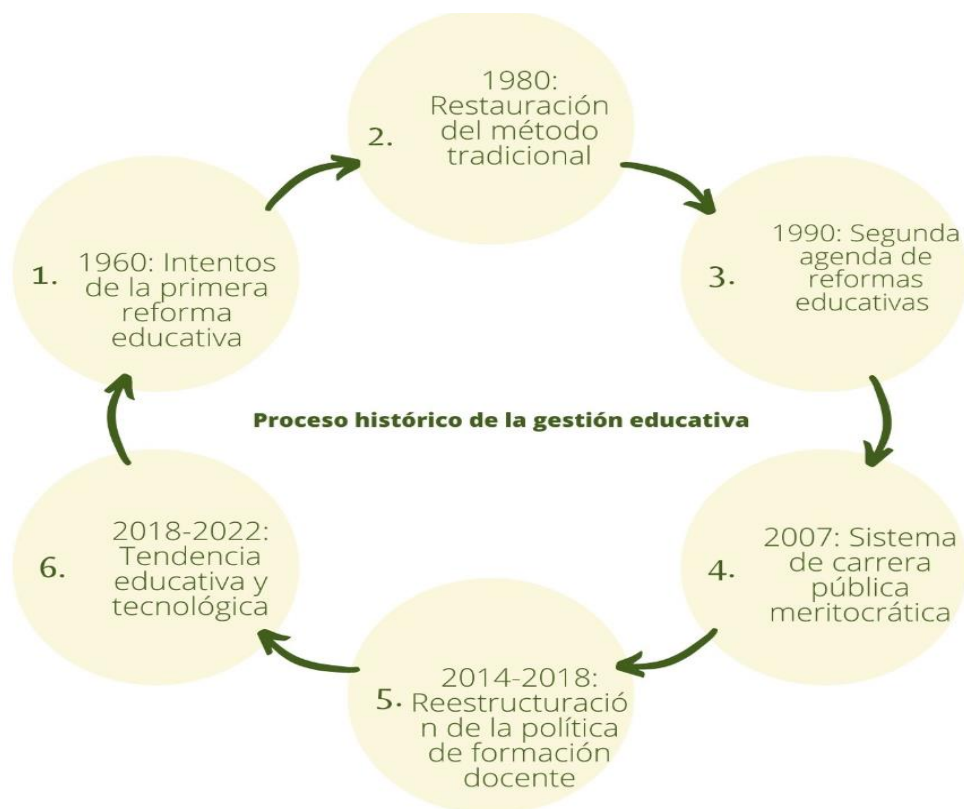 1.
1960: Intentos
de la primera
reforma
educativa
2.
1980:
Restauración
del método
tradicional
3.
1990: Segunda
agenda de
reformas
educativas
4.
2007: Sistema
de carrera
pública
meritocrática
5.
2014-2018:
Reestructuració
n de la política
de formación
docente
6.
2018-2022:
Tendencia
educativa y
tecnológica
Proceso histórico de la gestión educativa